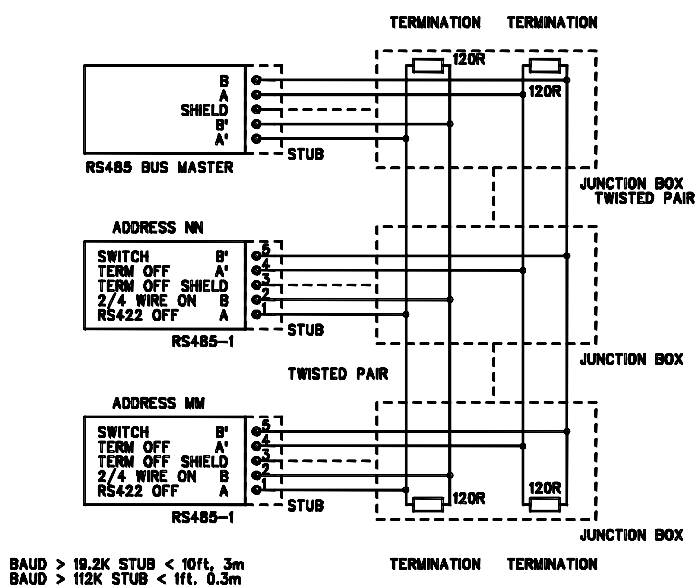 TERMINATION TERMINATION
120R
120R
B
A
SHIELD
B'
A'
STUB
RS485 BUS MASTER
JUNCTION BOX
TWISTED PAIR
ADDRESS NN
SWITCH B' 5
TERM OFF A' 4
TERM OFF SHIELD 3
2/4 WIRE ON B 2
RS422 OFF A 1
STUB
RS485-1
JUNCTION BOX
TWISTED PAIR
ADDRESS MM
SWITCH B' 5
TERM OFF A' 4
TERM OFF SHIELD 3
2/4 WIRE ON B 2
RS422 OFF A 1
120R 120R
STUB
RS485-1
JUNCTION BOX
BAUD > 19.2K STUB < 10ft, 3m
BAUD > 112K STUB < 1ft, 0.3m
TERMINATION TERMINATION